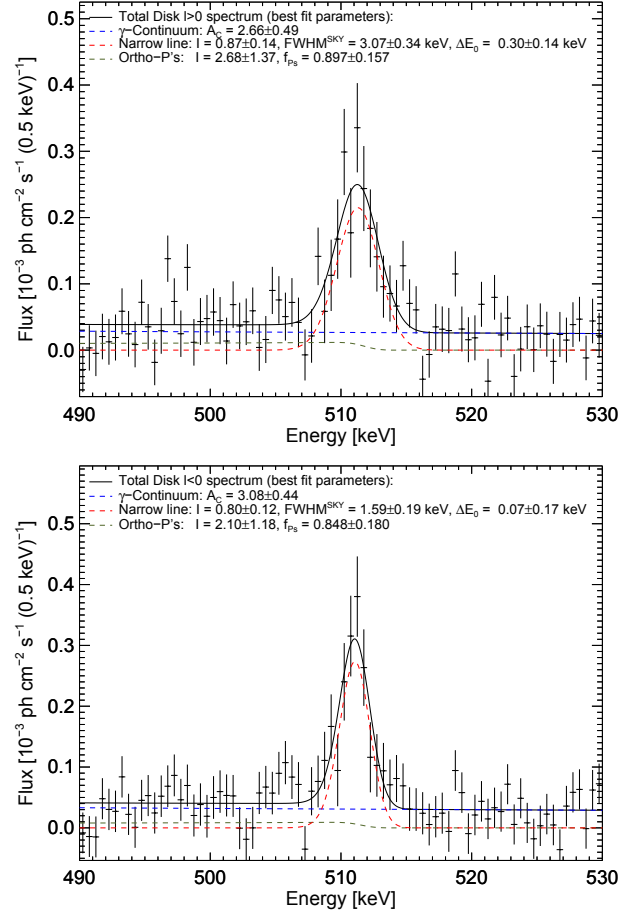 Total Disk l>0 spectrum (best fit parameters):
γ−Continuum: A_C = 2.66±0.49
Narrow line: I = 0.87±0.14, FWHM^SKY = 3.07±0.34 keV, ΔE_0 = 0.30±0.14 keV
Ortho−P's: I = 2.68±1.37, f_Ps = 0.897±0.157
Flux [10^−3 ph cm^−2 s^−1 (0.5 keV)^−1]
0.5
0.4
0.3
0.2
0.1
0.0
490 500 510 520 530
Energy [keV]
Total Disk l<0 spectrum (best fit parameters):
γ−Continuum: A_C = 3.08±0.44
Narrow line: I = 0.80±0.12, FWHM^SKY = 1.59±0.19 keV, ΔE_0 = 0.07±0.17 keV
Ortho−P's: I = 2.10±1.18, f_Ps = 0.848±0.180
Flux [10^−3 ph cm^−2 s^−1 (0.5 keV)^−1]
0.5
0.4
0.3
0.2
0.1
0.0
490 500 510 520 530
Energy [keV]